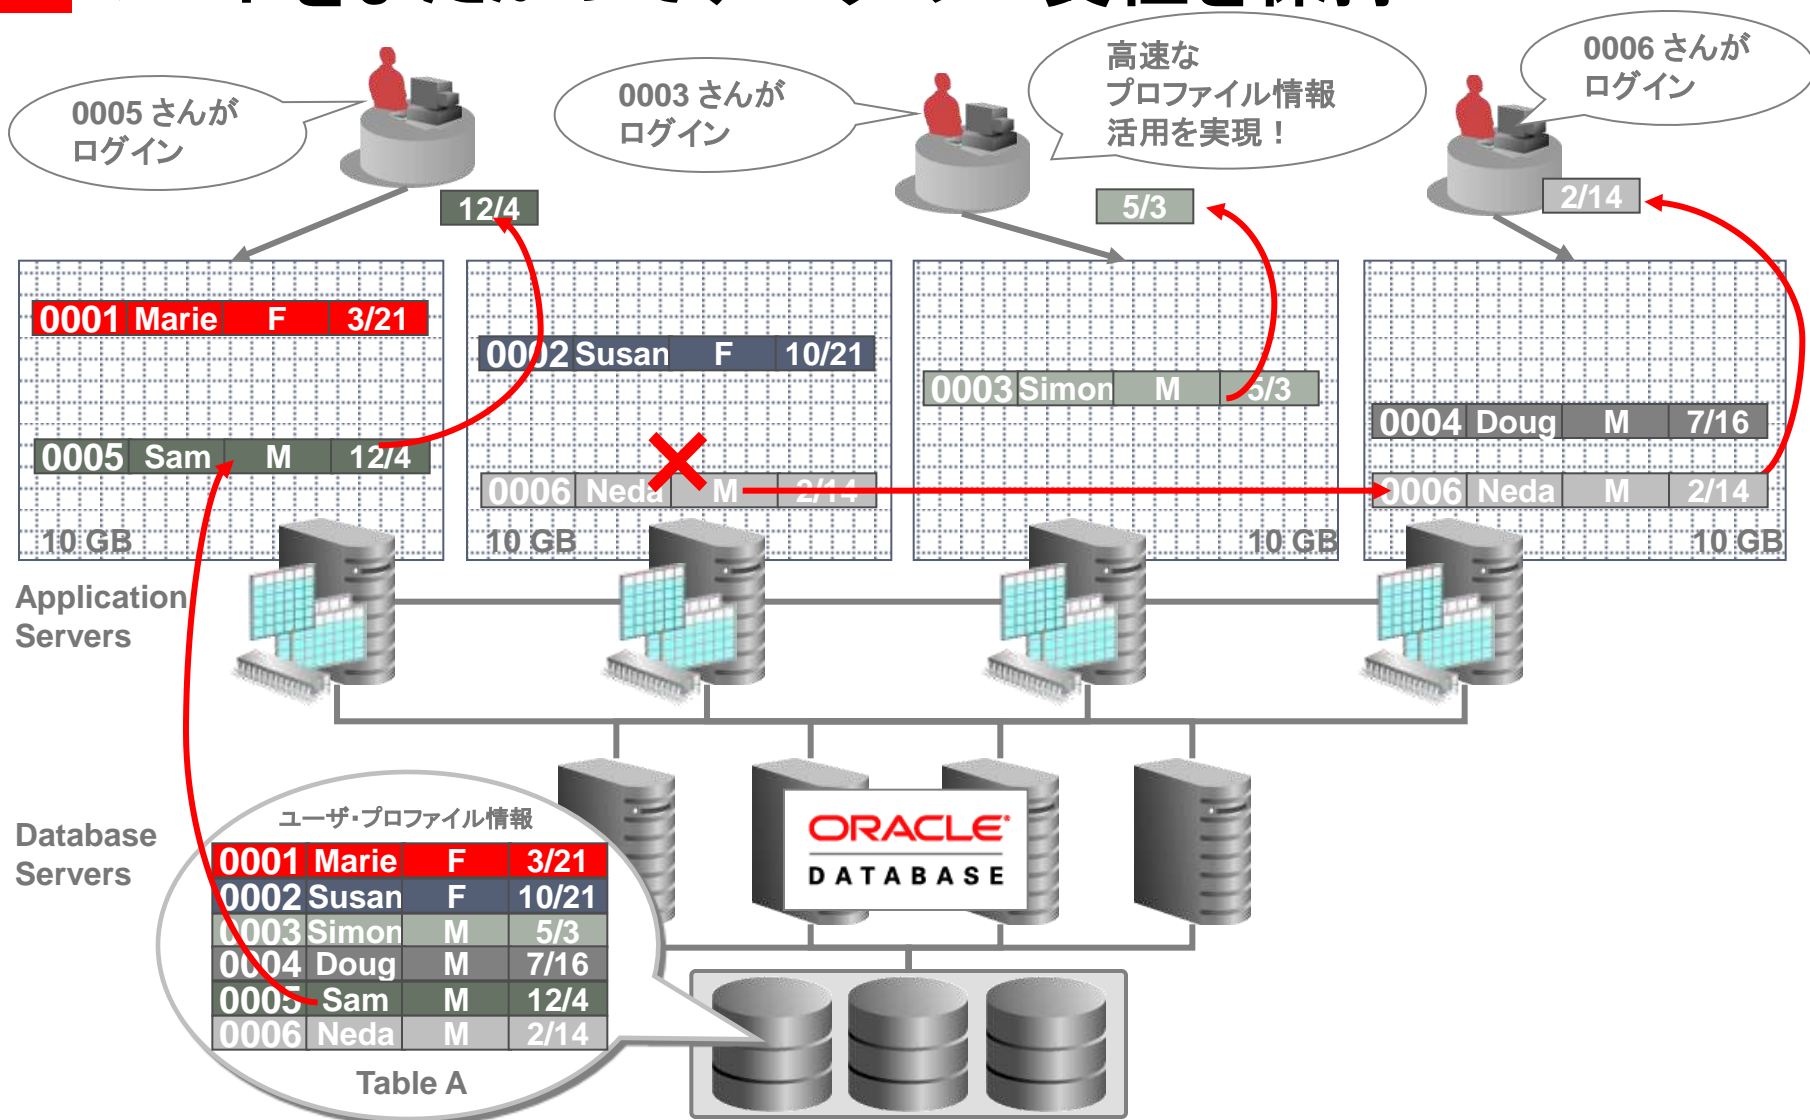 0005 さんが
ログイン
0003 さんが
ログイン
高速な
プロファイル情報
活用を実現！
0006 さんが
ログイン
12/4
5/3
2/14
0001 Marie F 3/21
0005 Sam M 12/4
10 GB
0002 Susan F 10/21
0006 Neda M 2/14
10 GB
0003 Simon M 5/3
10 GB
0004 Doug M 7/16
0006 Neda M 2/14
10 GB
Application
Servers
Database
Servers
ORACLE
DATABASE
ユーザ・プロファイル情報
0001 Marie F 3/21
0002 Susan F 10/21
0003 Simon M 5/3
0004 Doug M 7/16
0005 Sam M 12/4
0006 Neda M 2/14
Table A